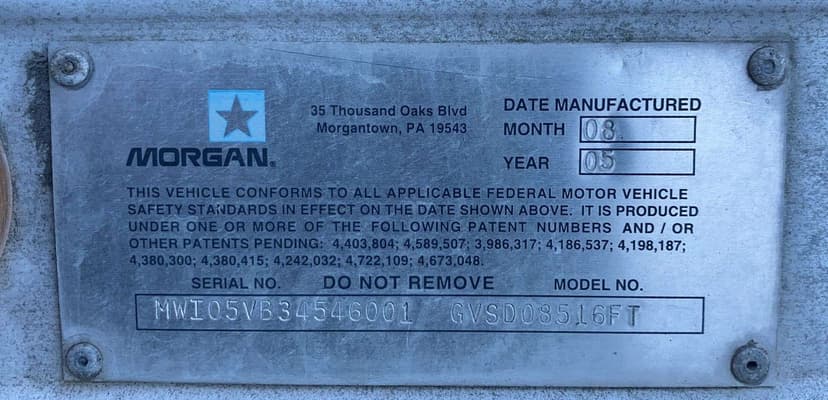 MORGAN®
35 Thousand Oaks Blvd
Morgantown, PA 19543
DATE MANUFACTURED
MONTH 08
YEAR 05
THIS VEHICLE CONFORMS TO ALL APPLICABLE FEDERAL MOTOR VEHICLE
SAFETY STANDARDS IN EFFECT ON THE DATE SHOWN ABOVE. IT IS PRODUCED
UNDER ONE OR MORE OF THE FOLLOWING PATENT NUMBERS AND / OR
OTHER PATENTS PENDING: 4,403,804; 4,589,507; 3,986,317; 4,186,537; 4,198,187;
4,380,300; 4,380,415; 4,242,032; 4,722,109; 4,673,048.
SERIAL NO. DO NOT REMOVE MODEL NO.
MWI05VB34546001 GVSD08516FT